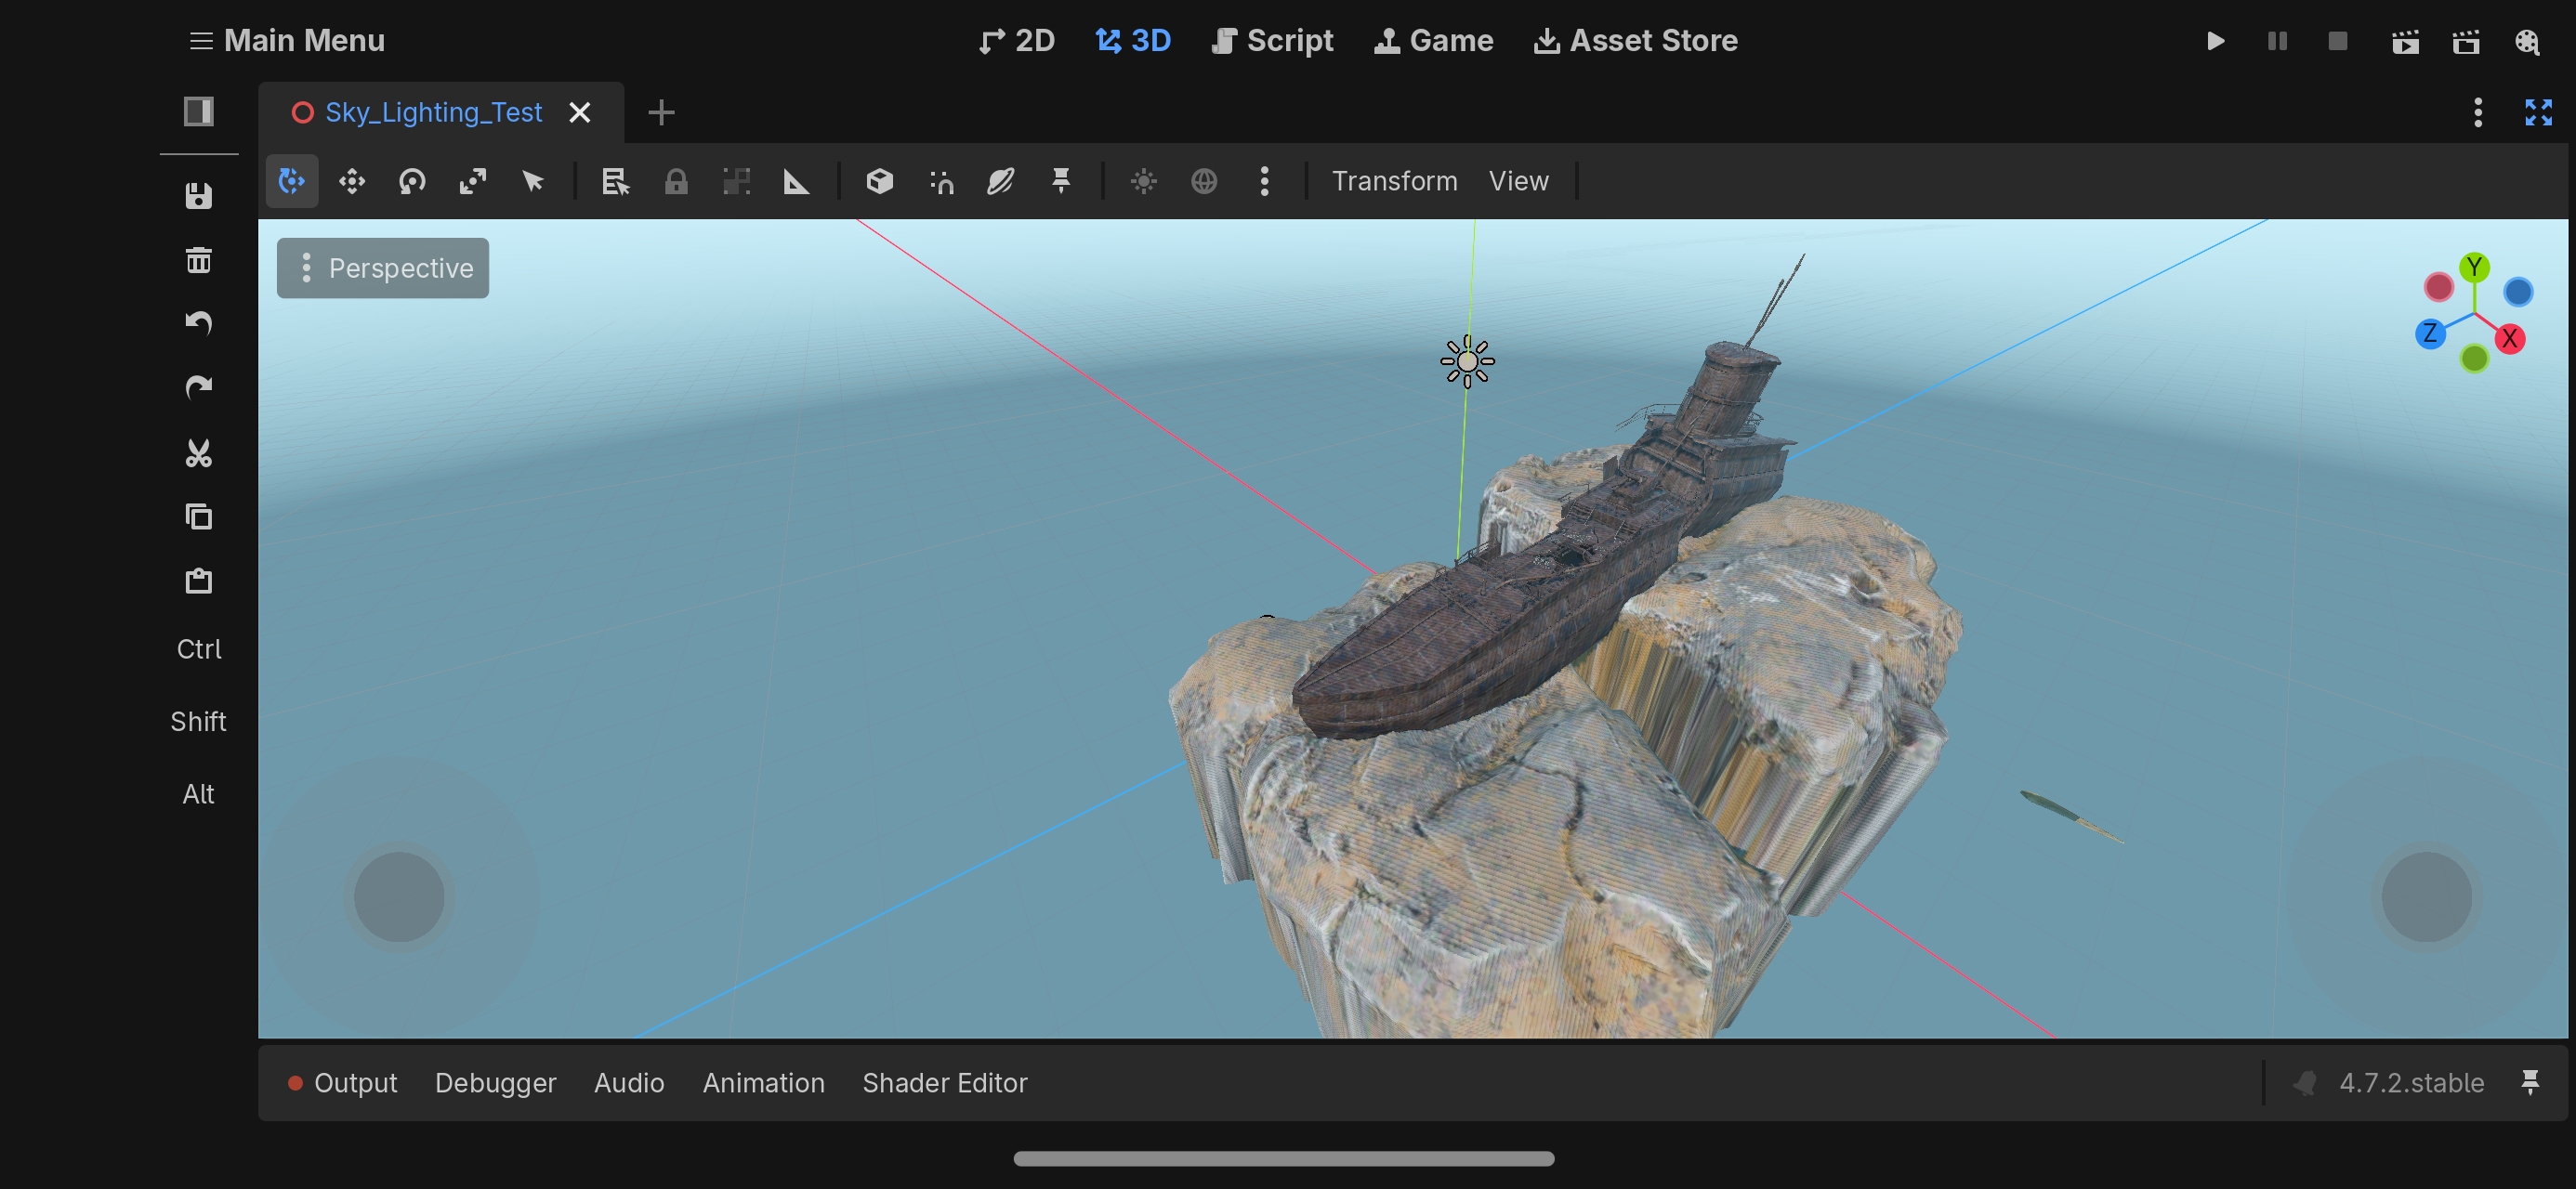 Main Menu
2D 3D Script Game Asset Store
Sky_Lighting_Test
Transform View
Perspective
Y
Z X
Ctrl
Shift
Alt
Output Debugger Audio Animation Shader Editor 4.7.2.stable